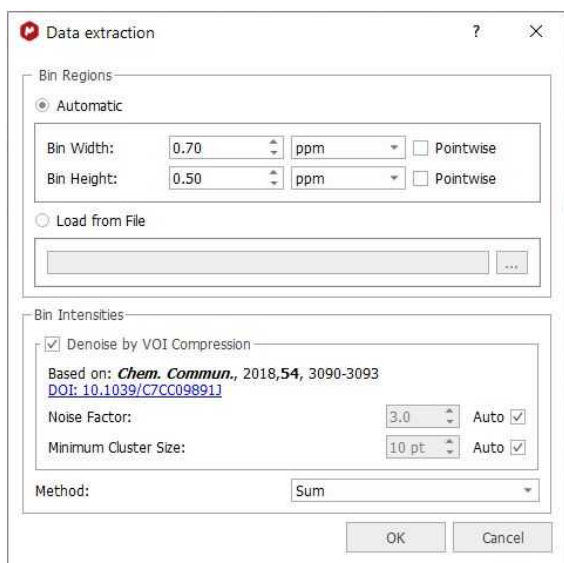 Data extraction
?
Bin Regions
Automatic
Bin Width: 0.70 ppm Pointwise
Bin Height: 0.50 ppm Pointwise
Load from File
...
Bin Intensities
Denoise by VOI Compression
Based on: Chem. Commun., 2018,54, 3090-3093
DOI: 10.1039/C7CC09891J
Noise Factor: 3.0 Auto
Minimum Cluster Size: 10 pt Auto
Method: Sum
OK Cancel